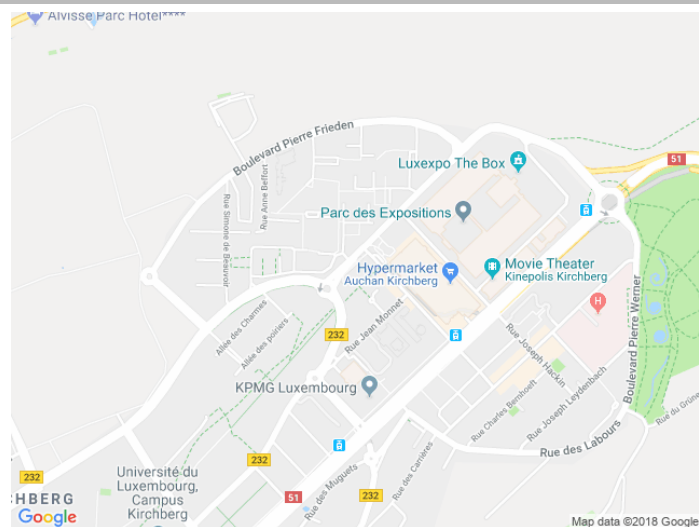 Alvisse Parc Hotel****
Boulevard Pierre Frieden
Luxexpo The Box
51
Rue Anne Beffort
Rue Simone de Beauvoir
Parc des Expositions
Hypermarket
Auchan Kirchberg
Movie Theater
Kinepolis Kirchberg
H
Boulevard Pierre Werner
Allée des Charmes
Allée des poiriers
232
Rue Jean Monnet
Rue Joseph Hackin
KPMG Luxembourg
Rue Charles Bernhoeft
Rue Joseph Leydenbach
Rue du Grüne
Rue des Labours
232
232
Université du
Luxembourg,
Campus
Kirchberg
51
Rue des Muguets
232
Rue des Carrières
HBERG
Google
Map data ©2018 Google